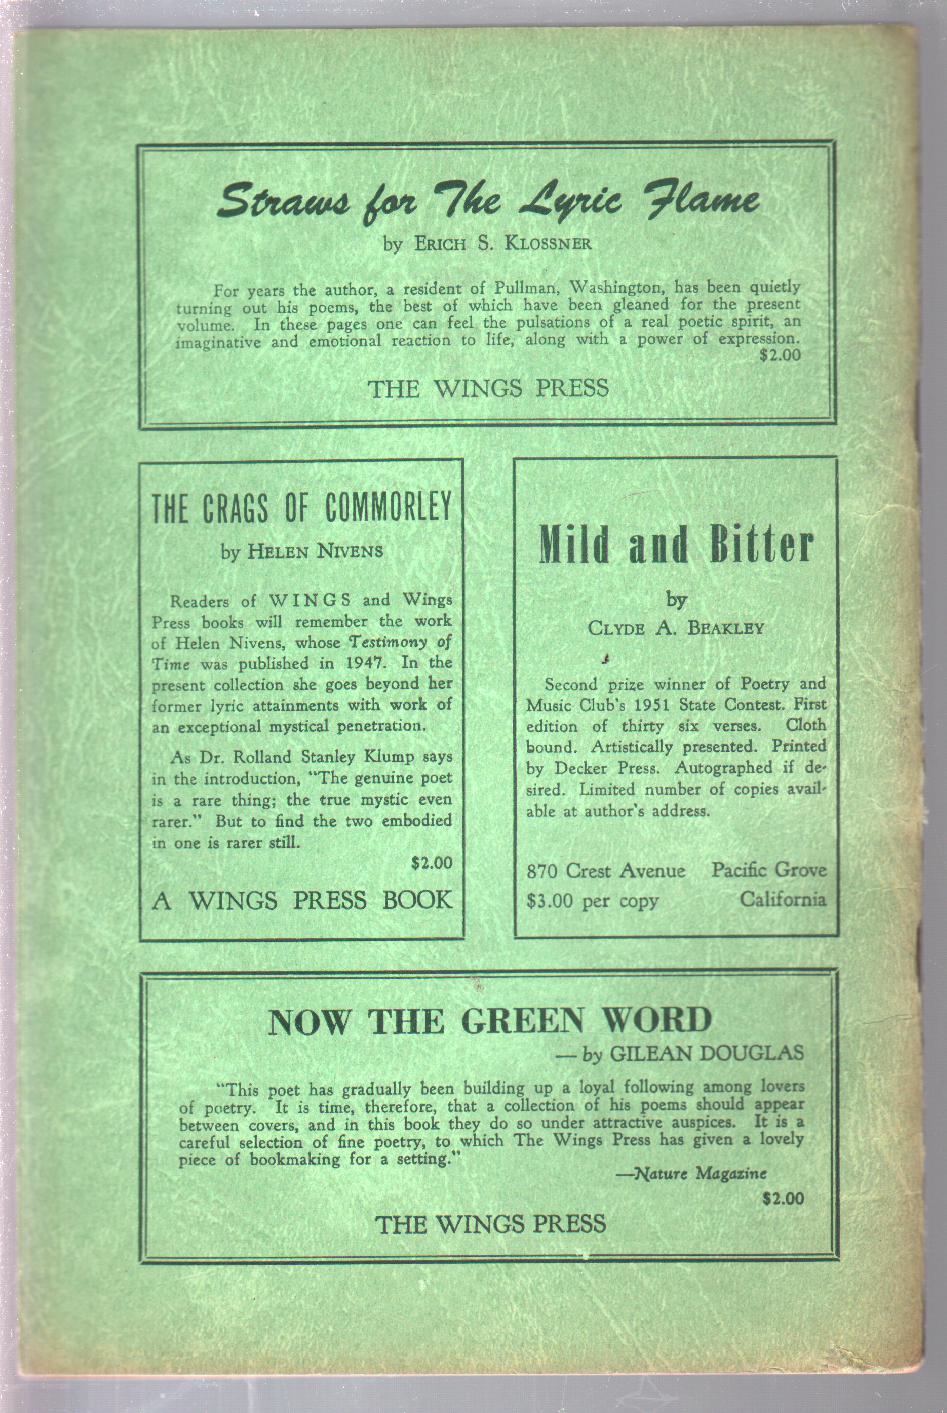 Straws for The Lyric Flame
by ERICH S. KLOSSNER
For years the author, a resident of Pullman, Washington, has been quietly
turning out his poems, the best of which have been gleaned for the present
volume. In these pages one can feel the pulsations of a real poetic spirit, an
imaginative and emotional reaction to life, along with a power of expression.
$2.00
THE WINGS PRESS
THE CRAGS OF COMMORLEY
by HELEN NIVENS
Readers of WINGS and Wings
Press books will remember the work
of Helen Nivens, whose Testimony of
Time was published in 1947. In the
present collection she goes beyond her
former lyric attainments with work of
an exceptional mystical penetration.
As Dr. Rolland Stanley Klump says
in the introduction, "The genuine poet
is a rare thing; the true mystic even
rarer." But to find the two embodied
in one is rarer still.
$2.00
A WINGS PRESS BOOK
Mild and Bitter
by
CLYDE A. BEAKLEY
Second prize winner of Poetry and
Music Club's 1951 State Contest. First
edition of thirty six verses. Cloth
bound. Artistically presented. Printed
by Decker Press. Autographed if de-
sired. Limited number of copies avail-
able at author's address.
870 Crest Avenue Pacific Grove
$3.00 per copy California
NOW THE GREEN WORD
— by GILEAN DOUGLAS
"This poet has gradually been building up a loyal following among lovers
of poetry. It is time, therefore, that a collection of his poems should appear
between covers, and in this book they do so under attractive auspices. It is a
careful selection of fine poetry, to which The Wings Press has given a lovely
piece of bookmaking for a setting."
—Nature Magazine
$2.00
THE WINGS PRESS